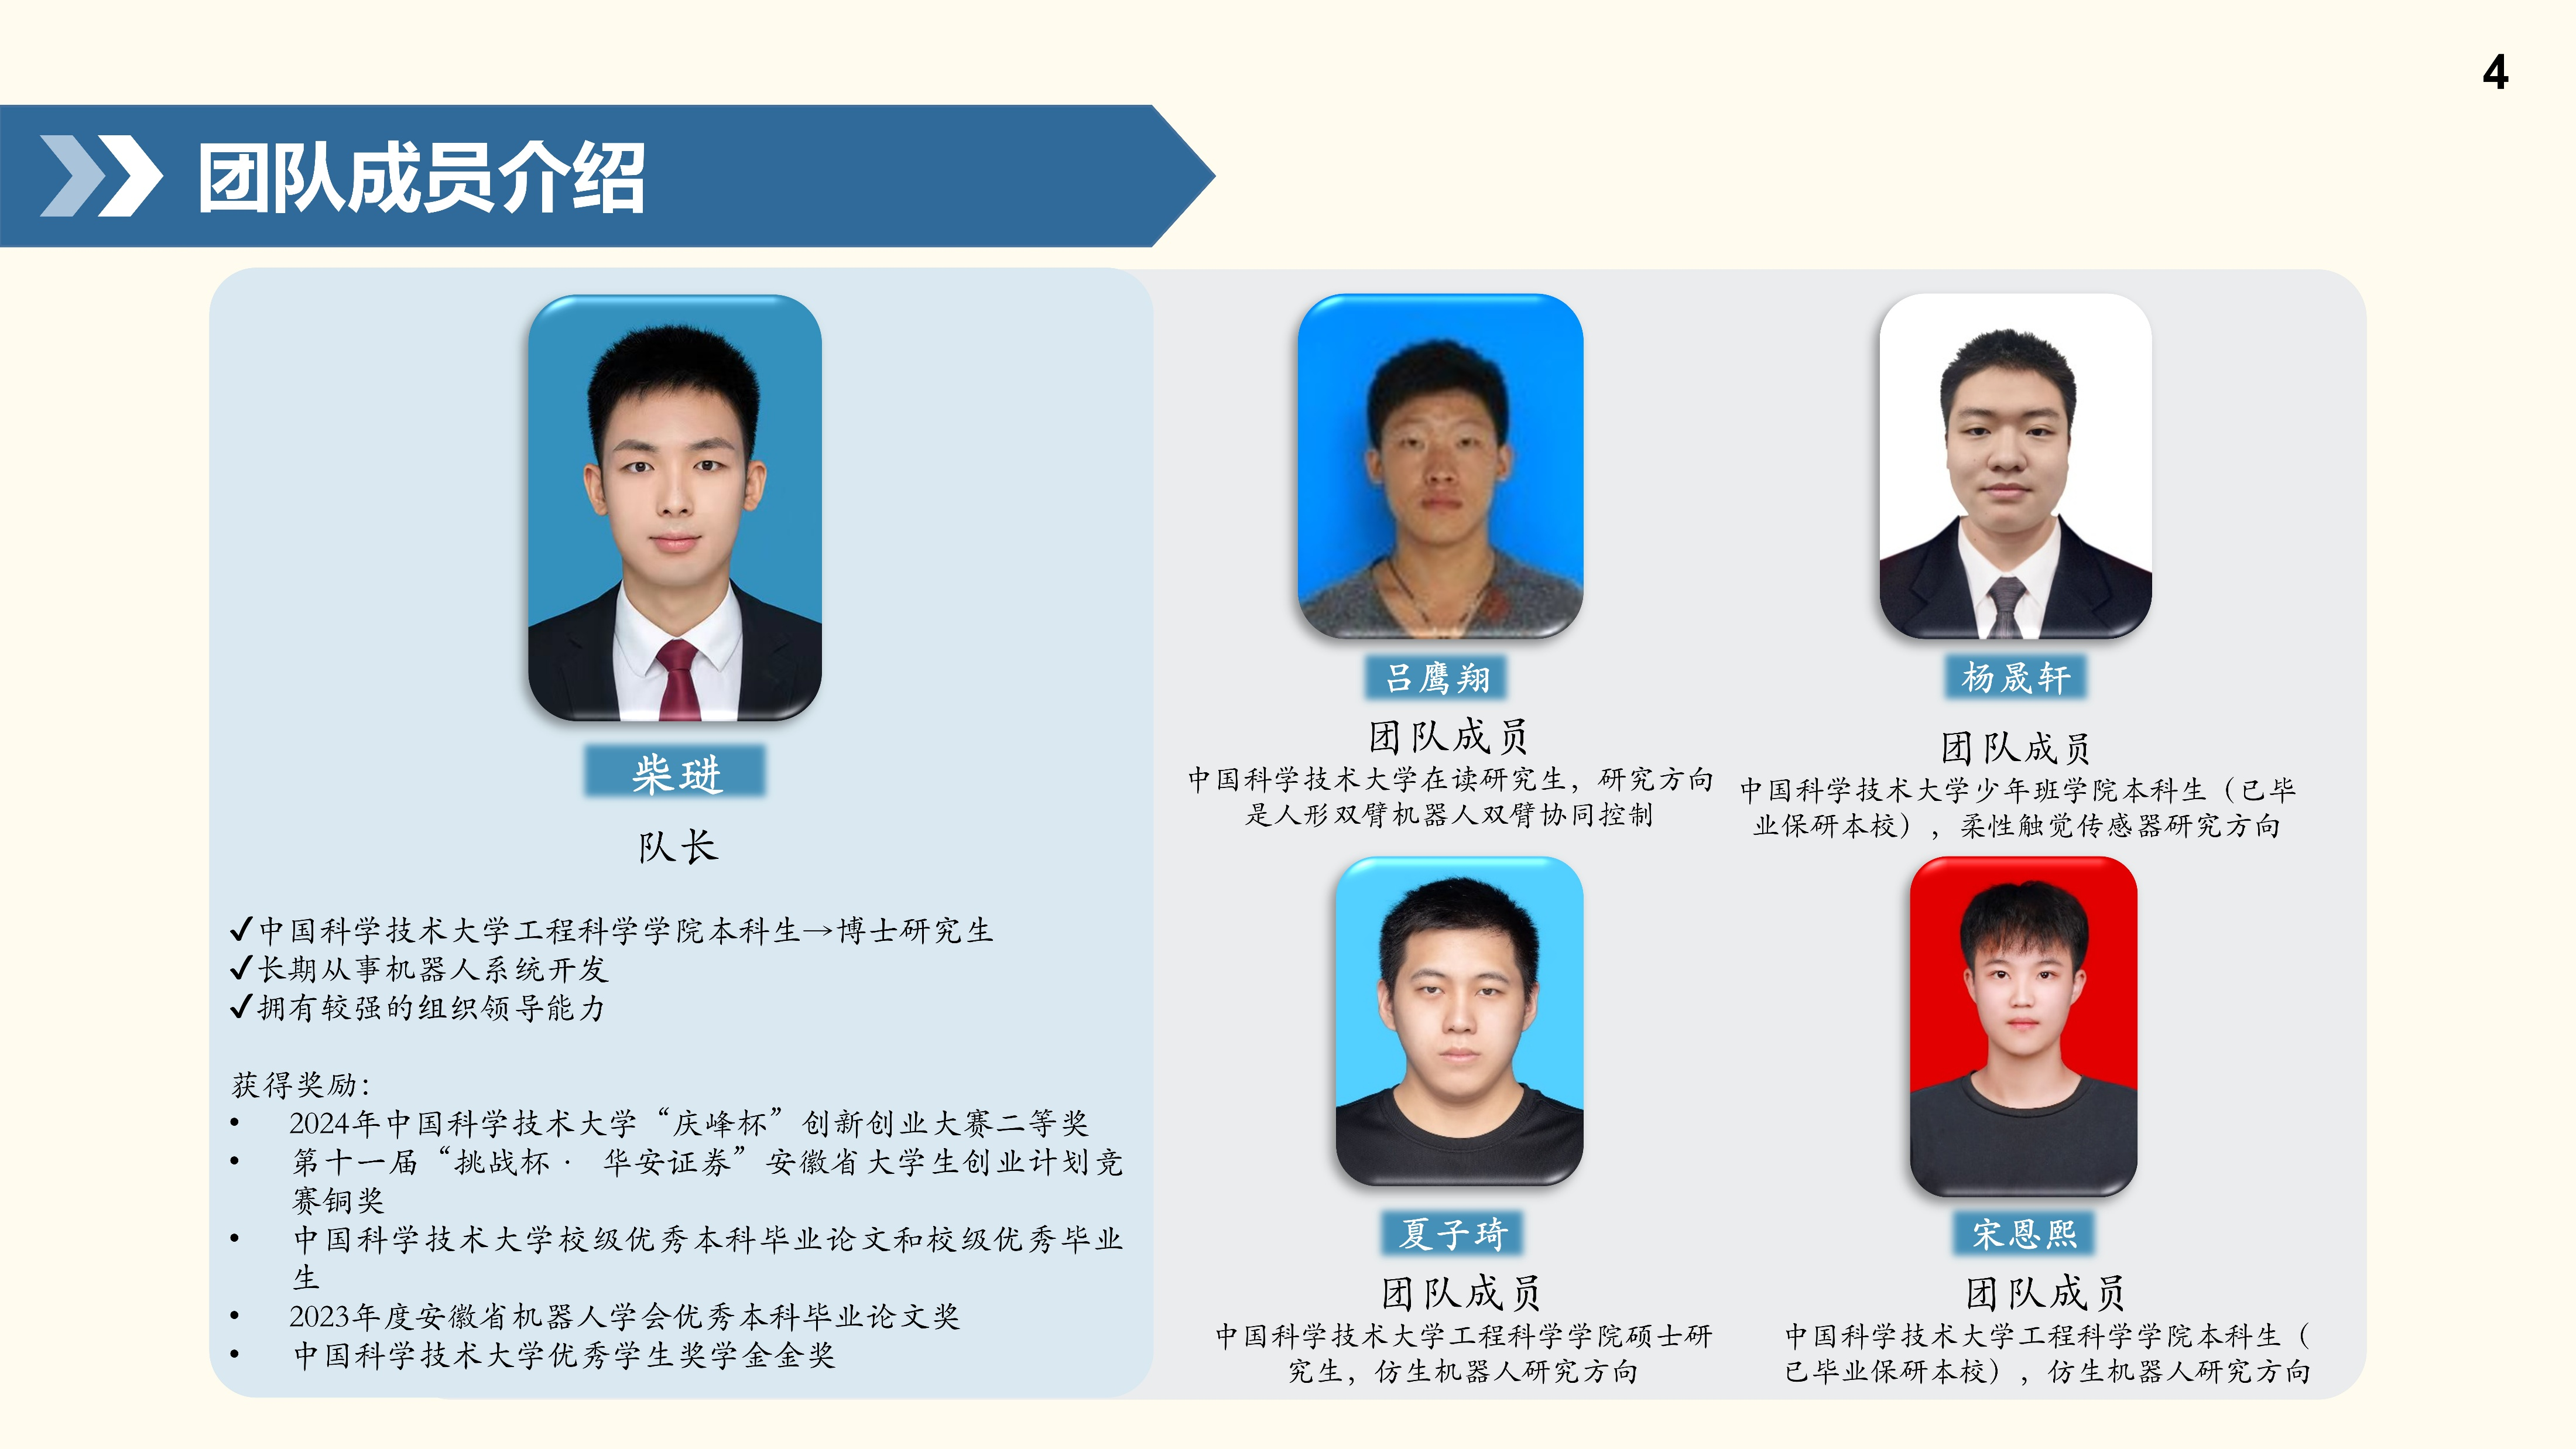 4
团队成员介绍
柴琎
队长
✓中国科学技术大学工程科学学院本科生→博士研究生
✓长期从事机器人系统开发
✓拥有较强的组织领导能力
获得奖励：
• 2024年中国科学技术大学“庆峰杯”创新创业大赛二等奖
• 第十一届“挑战杯· 华安证券”安徽省大学生创业计划竞
赛铜奖
• 中国科学技术大学校级优秀本科毕业论文和校级优秀毕业
生
• 2023年度安徽省机器人学会优秀本科毕业论文奖
• 中国科学技术大学优秀学生奖学金金奖
吕鹰翔
团队成员
中国科学技术大学在读研究生，研究方向
是人形双臂机器人双臂协同控制
杨晟轩
团队成员
中国科学技术大学少年班学院本科生（已毕
业保研本校），柔性触觉传感器研究方向
夏子琦
团队成员
中国科学技术大学工程科学学院硕士研
究生，仿生机器人研究方向
宋恩熙
团队成员
中国科学技术大学工程科学学院本科生（
已毕业保研本校），仿生机器人研究方向